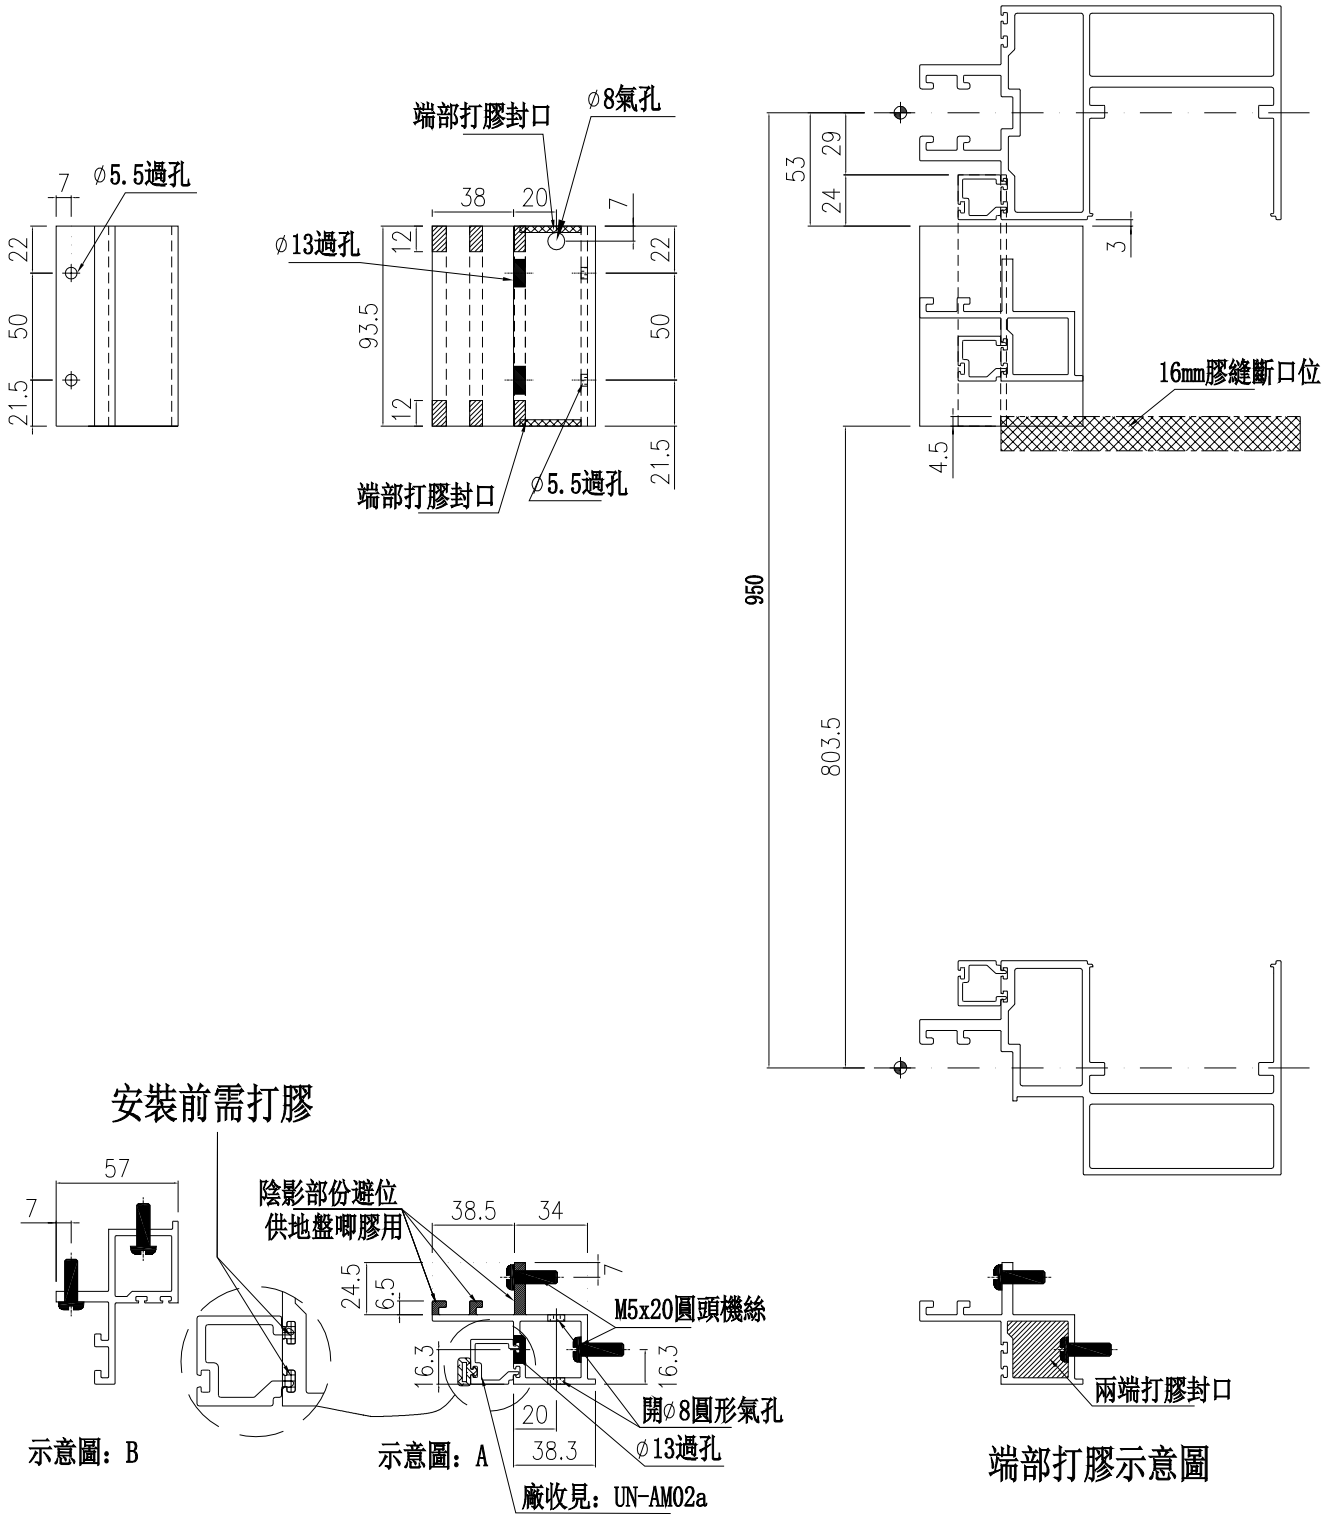 端部打膠封口
∅8氣孔
7
∅5.5過孔
38
20
7
∅13過孔
22
50
21.5
12
12
93.5
22
50
21.5
端部打膠封口
∅5.5過孔
53
29
24
3
16mm膠縫斷口位
4.5
950
803.5
安裝前需打膠
57
7
陰影部份避位
供地盤唧膠用
38.5
34
24.5
6.5
7
M5x20圓頭機絲
16.3
16.3
開∅8圓形氣孔
20
∅13過孔
38.3
示意圖: B
示意圖: A
廠收見: UN-AM02a
兩端打膠封口
端部打膠示意圖